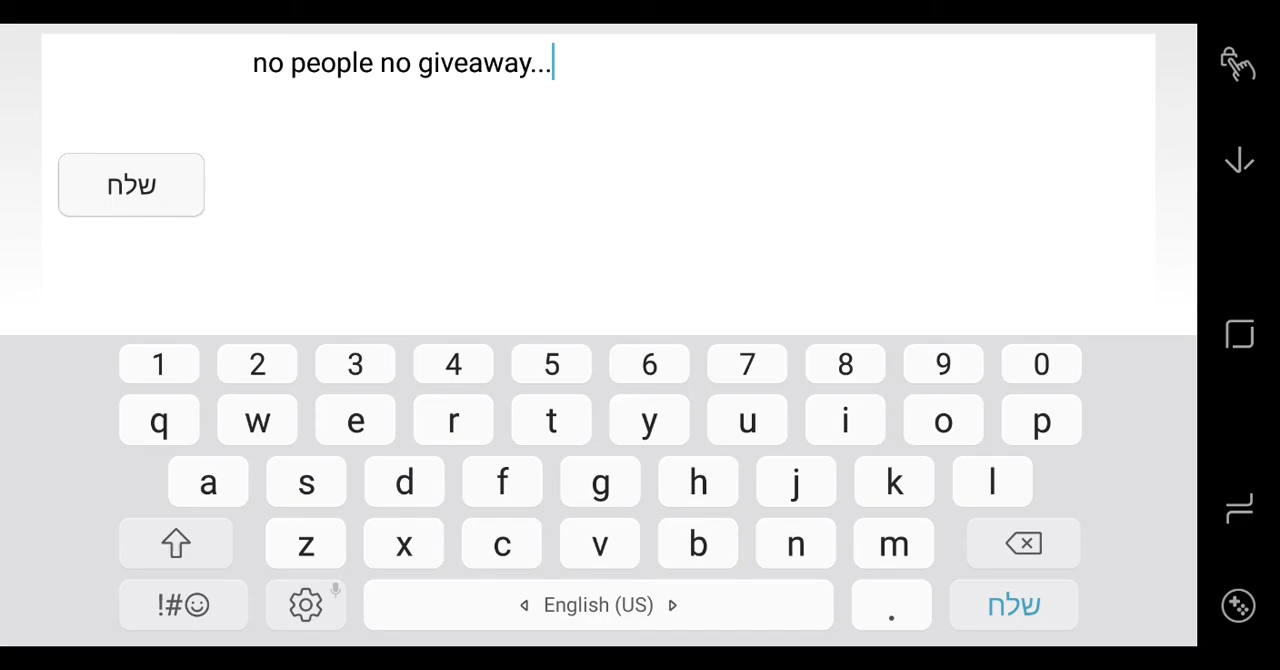 no people no giveaway...
שלח
1 2 3 4 5 6 7 8 9 0
q w e r t y u i o p
a s d f g h j k l
z x c v b n m
!#☺ English (US) . שלח